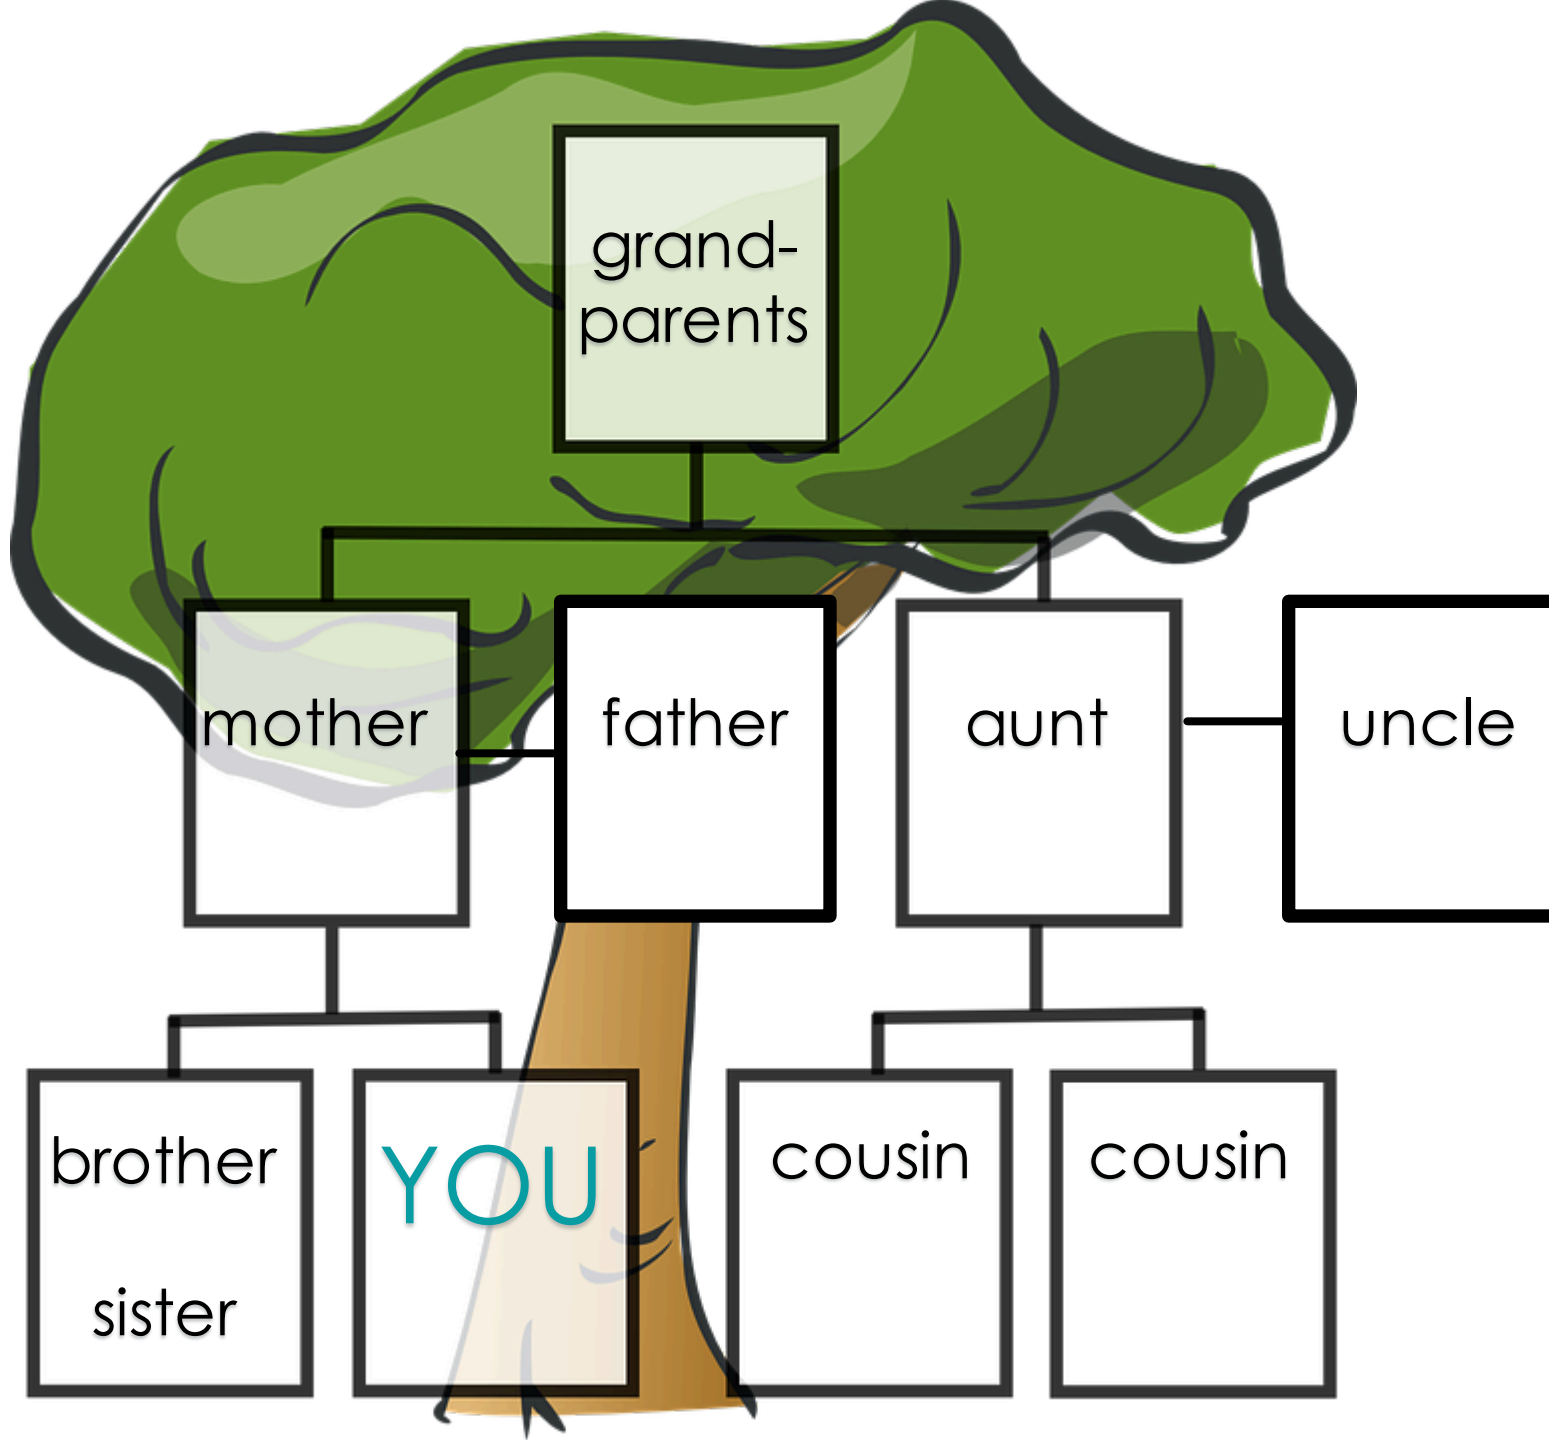 grand-
parents
mother father aunt uncle
brother YOU cousin cousin
sister